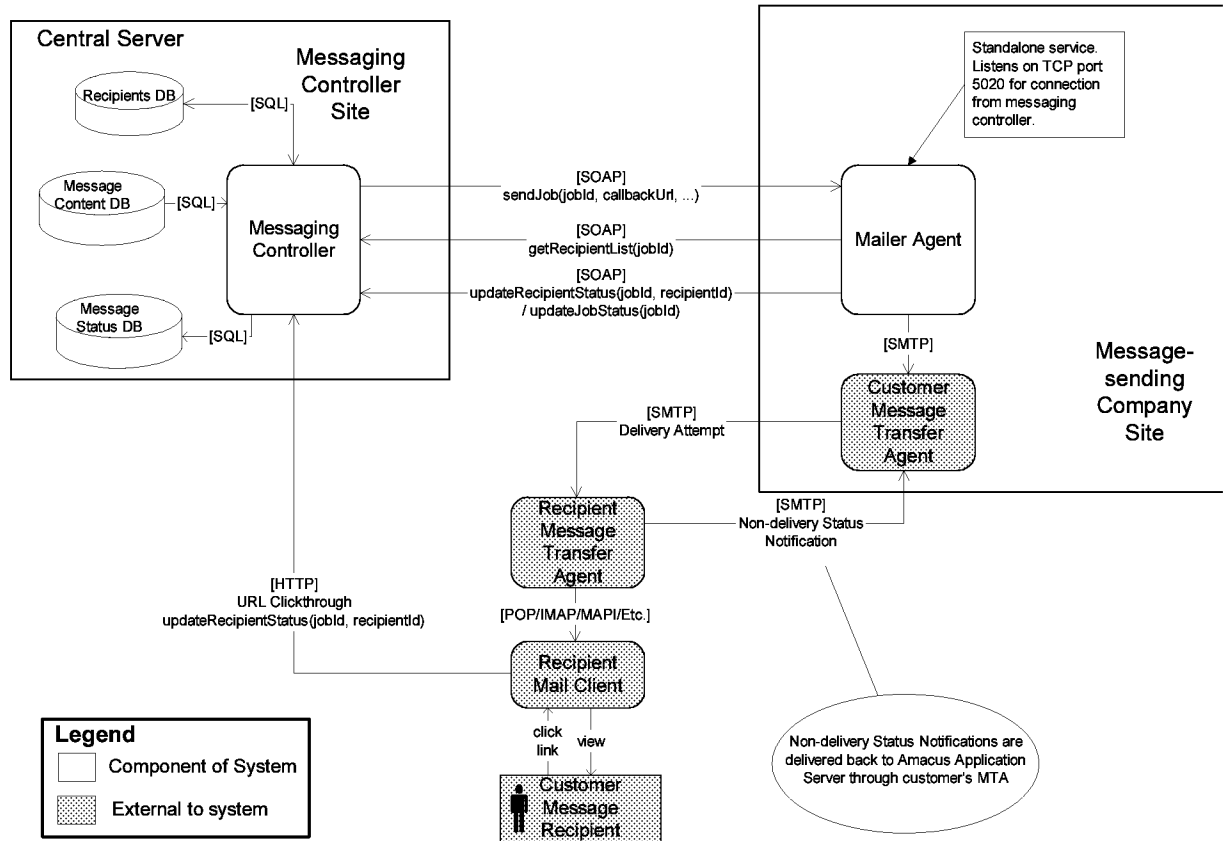 Central Server
Messaging
Controller
Site
Recipients DB
[SQL]
Message
Content DB
[SQL]
Messaging
Controller
Message
Status DB
[SQL]
[SOAP]
sendJob(jobId, callbackUrl, ...)
[SOAP]
getRecipientList(jobId)
[SOAP]
updateRecipientStatus(jobId, recipientId)
/ updateJobStatus(jobId)
Standalone service.
Listens on TCP port
5020 for connection
from messaging
controller.
Mailer Agent
[SMTP]
Message-
sending
Company
Site
Customer
Message
Transfer
Agent
[SMTP]
Delivery Attempt
[SMTP]
Non-delivery Status
Notification
Recipient
Message
Transfer
Agent
[HTTP]
URL Clickthrough
updateRecipientStatus(jobId, recipientId)
[POP/IMAP/MAPI/Etc.]
Recipient
Mail Client
click
link
view
Customer
Message
Recipient
Non-delivery Status Notifications are
delivered back to Amacus Application
Server through customer's MTA
Legend
Component of System
External to system